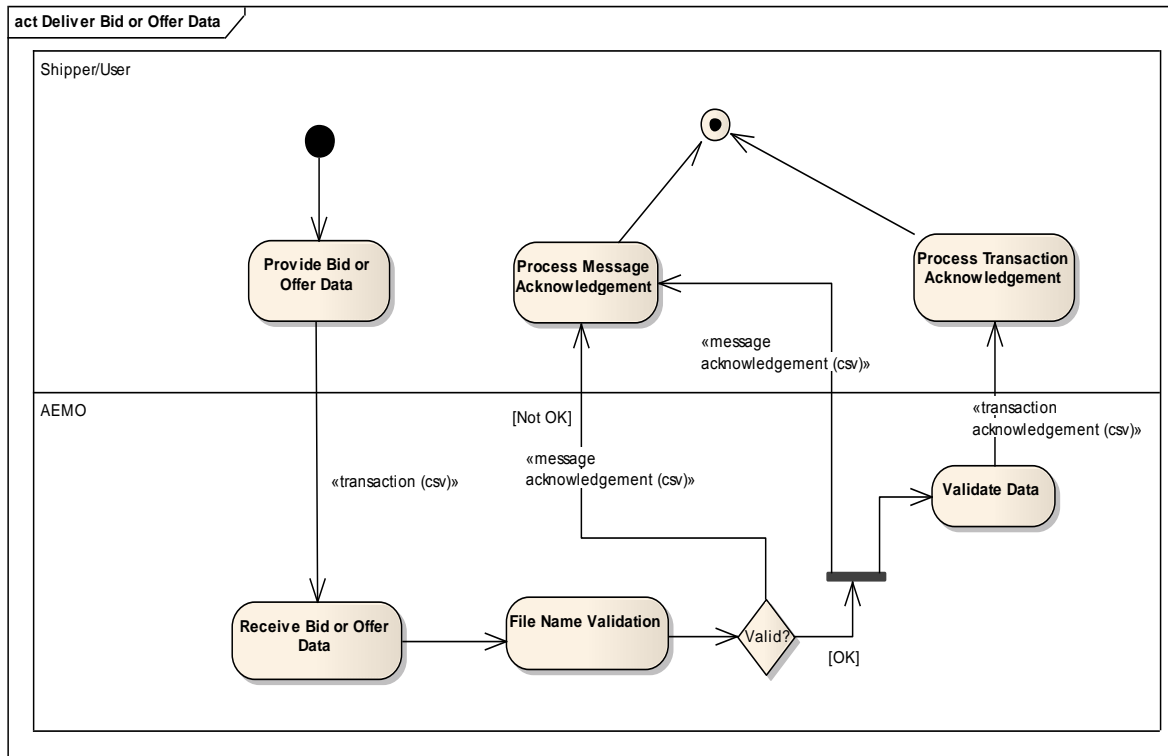 act Deliver Bid or Offer Data
Shipper/User
Provide Bid or
Offer Data
Process Message
Acknowledgement
Process Transaction
Acknowledgement
«message
acknowledgement (csv)»
AEMO
[Not OK]
«transaction
acknowledgement (csv)»
«message
acknowledgement (csv)»
«transaction (csv)»
Validate Data
Receive Bid or Offer
Data
File Name Validation
Valid?
[OK]